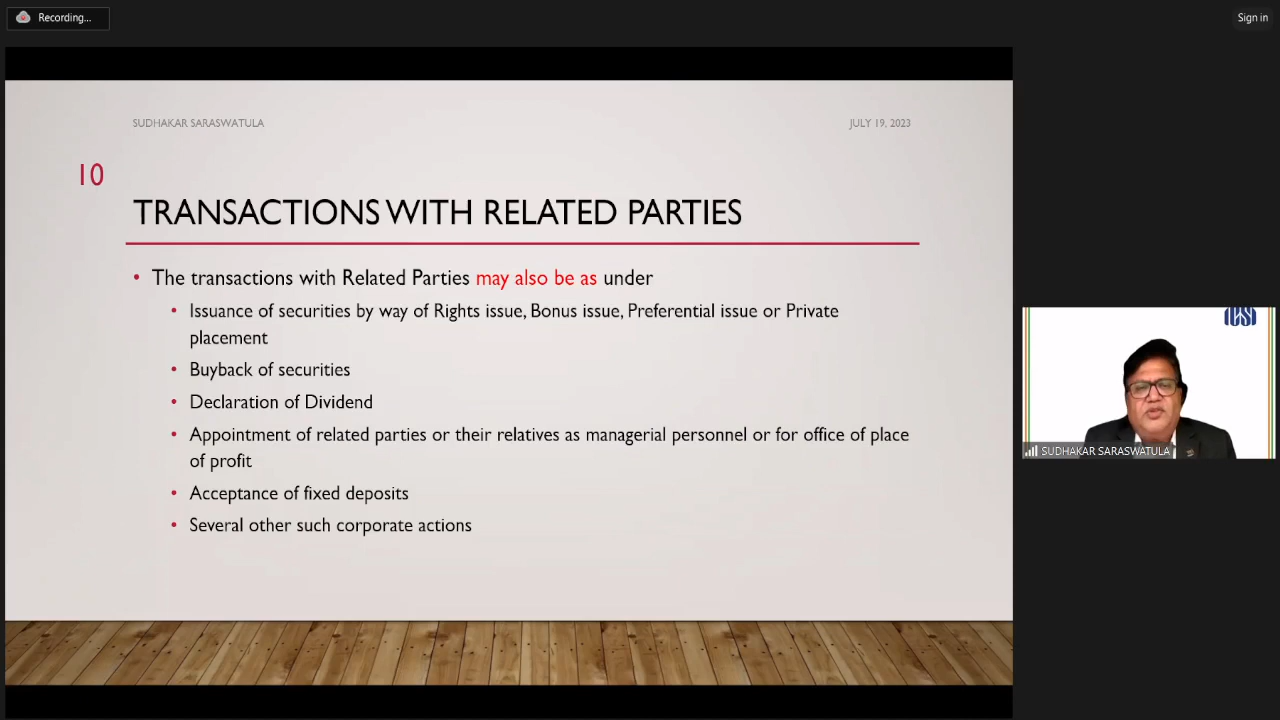 Recording...
Sign in
SUDHAKAR SARASWATULA
JULY 19, 2023
10
TRANSACTIONS WITH RELATED PARTIES
• The transactions with Related Parties may also be as under
• Issuance of securities by way of Rights issue, Bonus issue, Preferential issue or Private
placement
• Buyback of securities
• Declaration of Dividend
• Appointment of related parties or their relatives as managerial personnel or for office of place
of profit
• Acceptance of fixed deposits
• Several other such corporate actions
ICSI
SUDHAKAR SARASWATULA